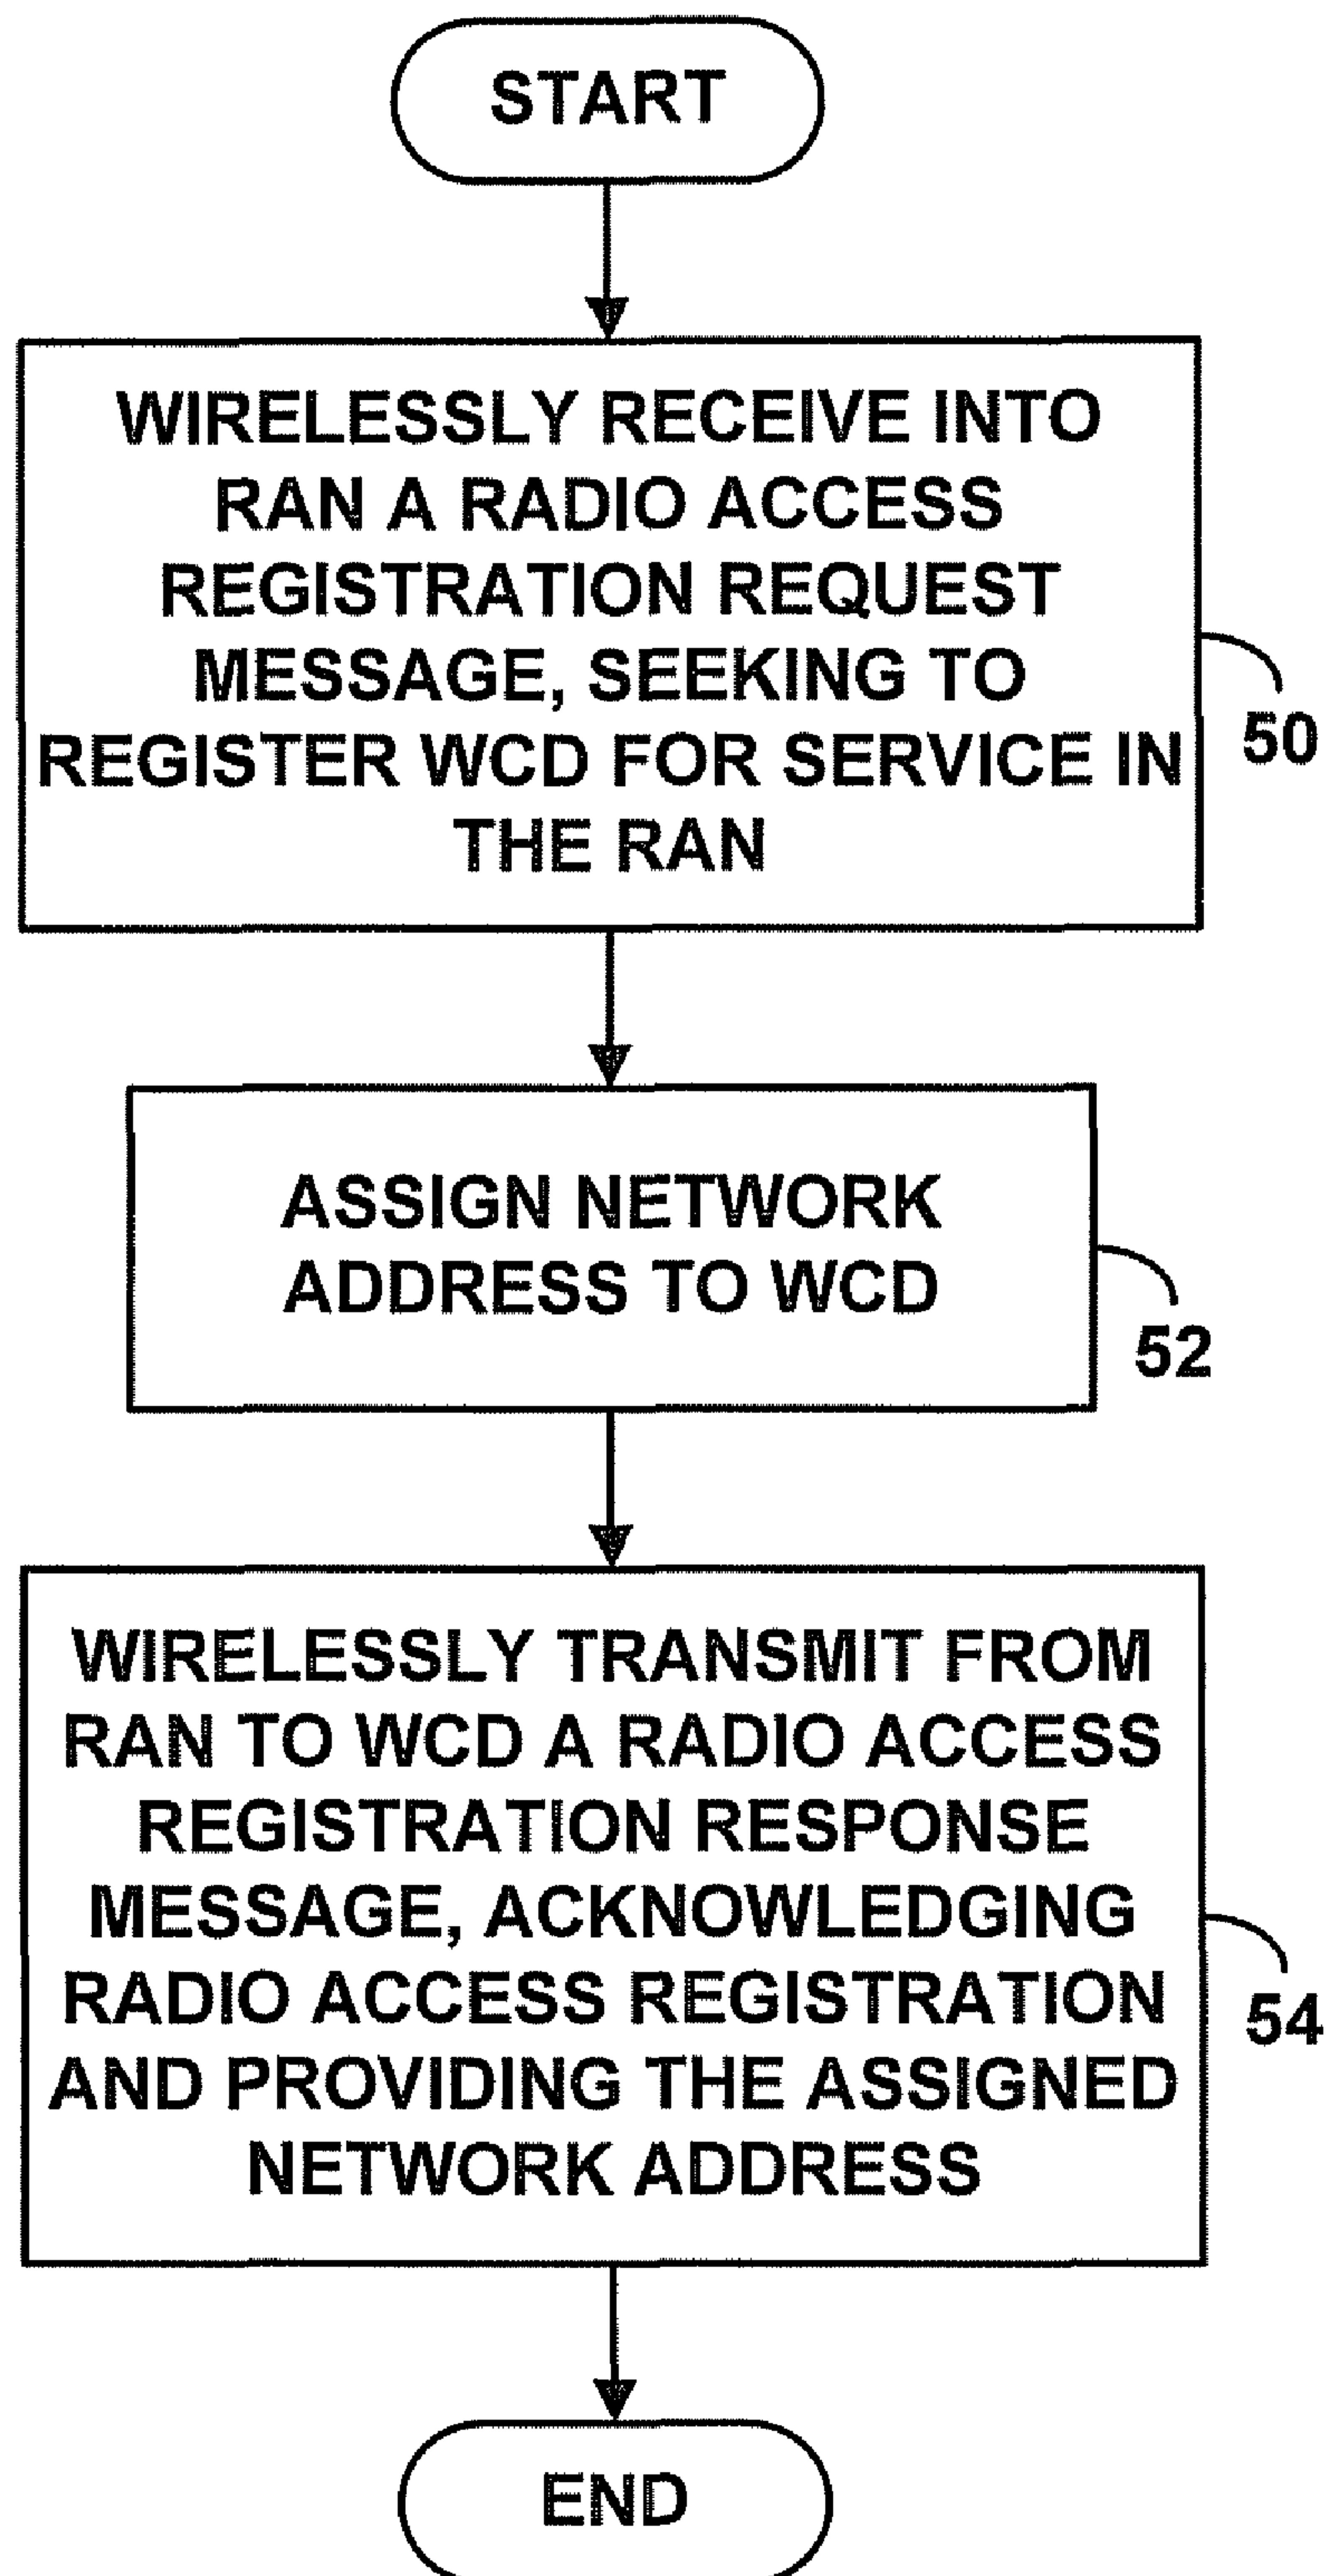 START
WIRELESSLY RECEIVE INTO
RAN A RADIO ACCESS
REGISTRATION REQUEST
MESSAGE, SEEKING TO
REGISTER WCD FOR SERVICE IN
THE RAN
50
ASSIGN NETWORK
ADDRESS TO WCD
52
WIRELESSLY TRANSMIT FROM
RAN TO WCD A RADIO ACCESS
REGISTRATION RESPONSE
MESSAGE, ACKNOWLEDGING
RADIO ACCESS REGISTRATION
AND PROVIDING THE ASSIGNED
NETWORK ADDRESS
54
END